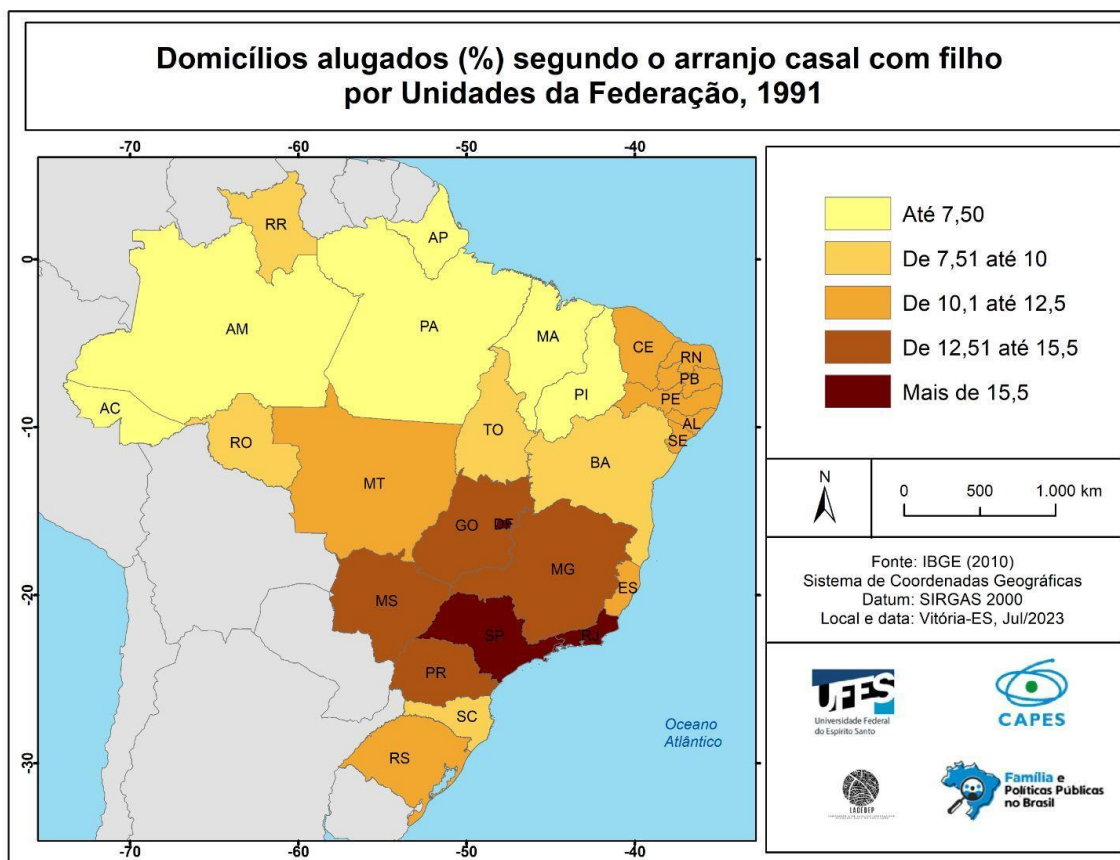 Domicílios alugados (%) segundo o arranjo casal com filho
por Unidades da Federação, 1991
-70
-60
-50
-40
0
-10
-20
-30
RR
AP
AM
PA
MA
CE
RN
PB
PE
PI
AL
SE
AC
RO
TO
BA
MT
GO
DF
MG
ES
MS
SP
RJ
PR
SC
RS
Oceano
Atlântico
-70
-60
-50
-40
Até 7,50
De 7,51 até 10
De 10,1 até 12,5
De 12,51 até 15,5
Mais de 15,5
N
0 500 1.000 km
Fonte: IBGE (2010)
Sistema de Coordenadas Geográficas
Datum: SIRGAS 2000
Local e data: Vitória-ES, Jul/2023
UFES
Universidade Federal
do Espírito Santo
CAPES
LAGEBEP
Família e
Políticas Públicas
no Brasil